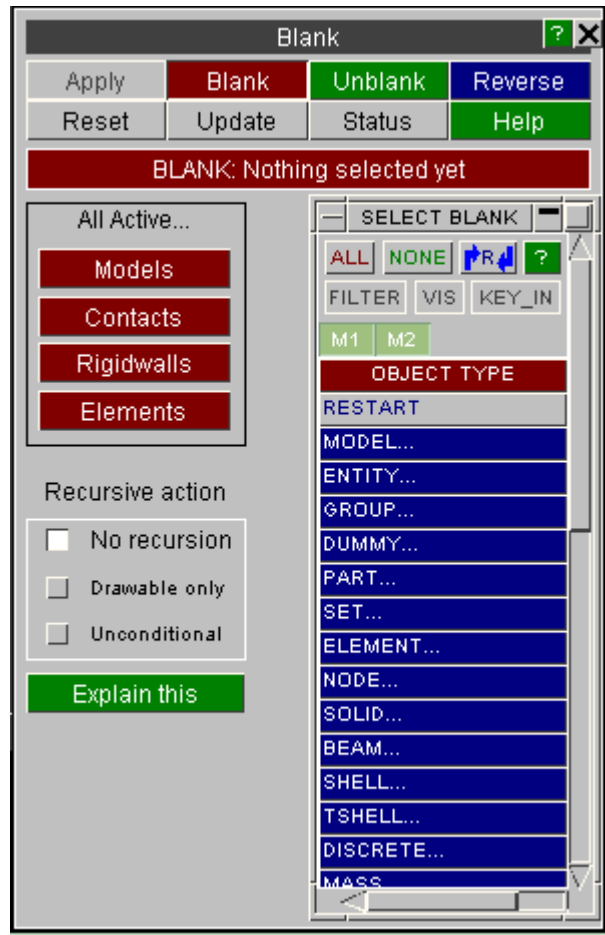 Blank ?
Apply Blank Unblank Reverse
Reset Update Status Help
BLANK: Nothing selected yet
All Active...
Models
Contacts
Rigidwalls
Elements
Recursive action
No recursion
Drawable only
Unconditional
Explain this
SELECT BLANK
ALL NONE R ?
FILTER VIS KEY_IN
M1 M2
OBJECT TYPE
RESTART
MODEL...
ENTITY...
GROUP...
DUMMY...
PART...
SET...
ELEMENT...
NODE...
SOLID...
BEAM...
SHELL...
TSHELL...
DISCRETE...
MASS